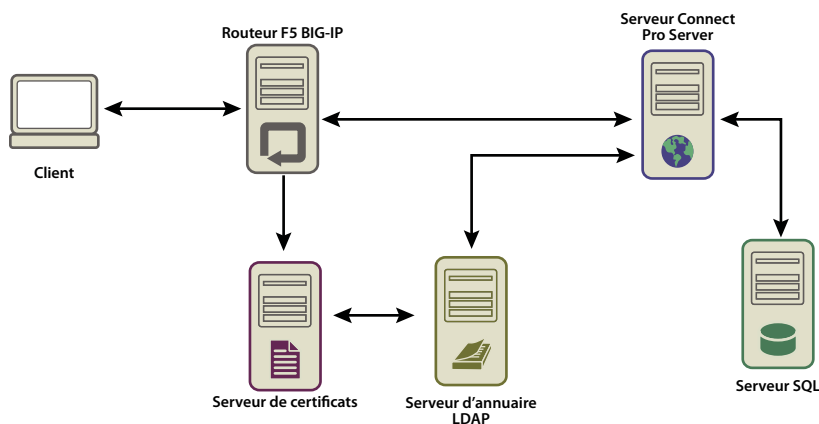 Routeur F5 BIG-IP
Serveur Connect
Pro Server
Client
Serveur de certificats
Serveur d'annuaire
LDAP
Serveur SQL